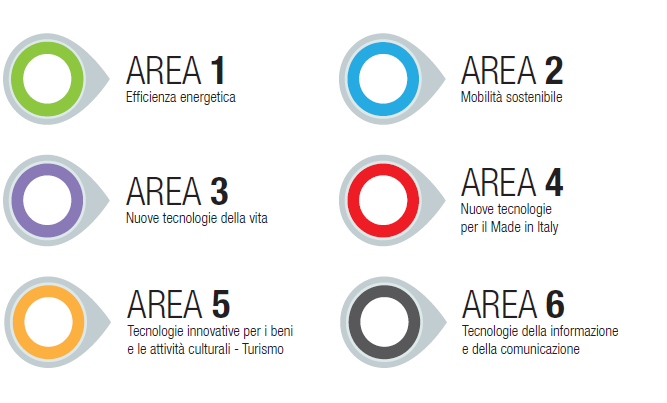 AREA 1
Efficienza energetica
AREA 2
Mobilità sostenibile
AREA 3
Nuove tecnologie della vita
AREA 4
Nuove tecnologie
per il Made in Italy
AREA 5
Tecnologie innovative per i beni
e le attività culturali - Turismo
AREA 6
Tecnologie della informazione
e della comunicazione